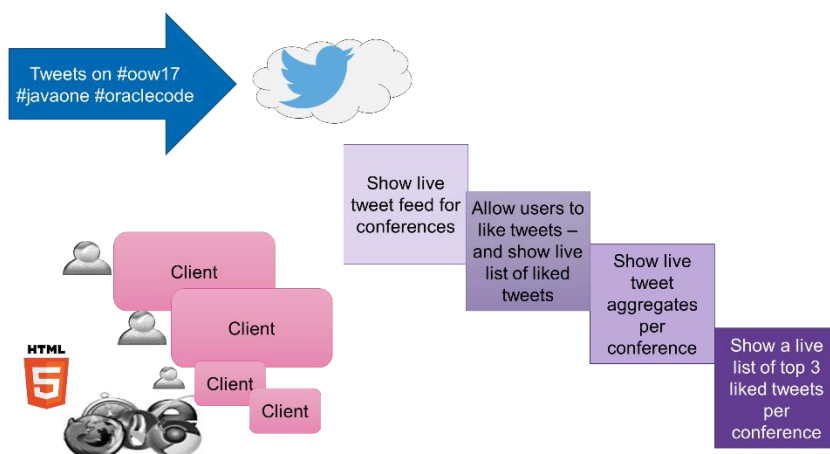 Tweets on #oow17
#javaone #oraclecode
Show live
tweet feed for
conferences
Allow users to
like tweets –
and show live
list of liked
tweets
Show live
tweet
aggregates
per
conference
Show a live
list of top 3
liked tweets
per
conference
Client
Client
Client
Client
HTML
5